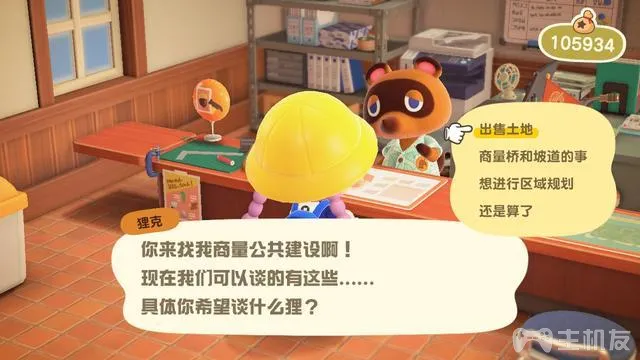 105934
出售土地
商量桥和坡道的事
想进行区域规划
还是算了
狸克
你来找我商量公共建设啊！
现在我们可以谈的有这些……
具体你希望谈什么狸？
主机友